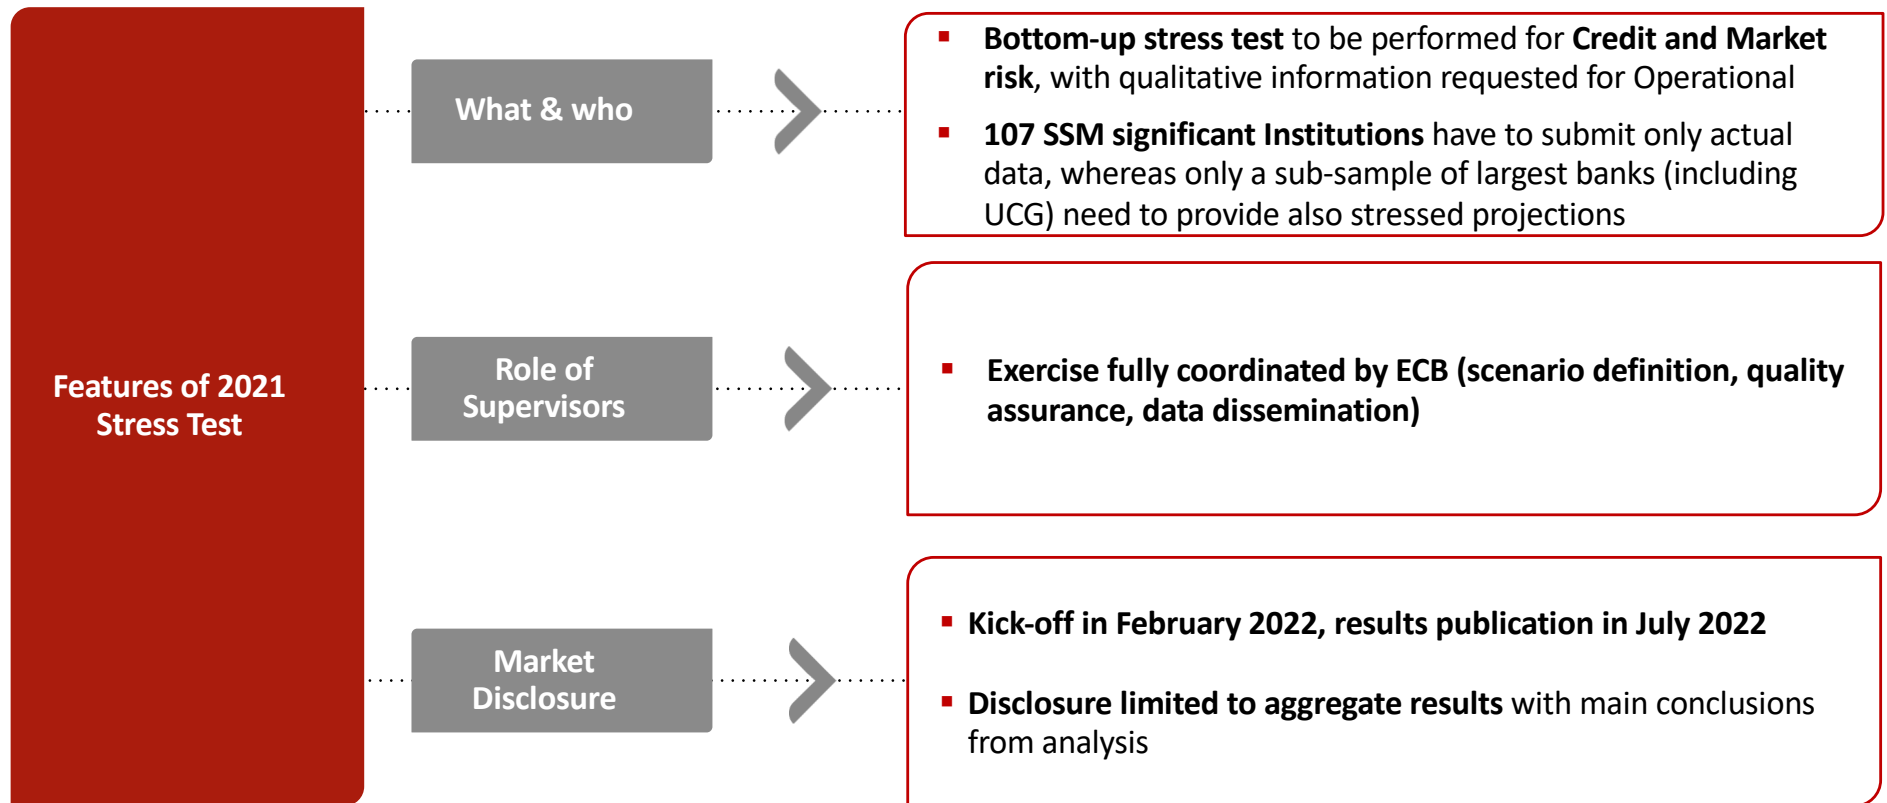 Features of 2021
Stress Test
What & who
▪ Bottom-up stress test to be performed for Credit and Market
risk, with qualitative information requested for Operational
▪ 107 SSM significant Institutions have to submit only actual
data, whereas only a sub-sample of largest banks (including
UCG) need to provide also stressed projections
Role of
Supervisors
▪ Exercise fully coordinated by ECB (scenario definition, quality
assurance, data dissemination)
Market
Disclosure
▪ Kick-off in February 2022, results publication in July 2022
▪ Disclosure limited to aggregate results with main conclusions
from analysis